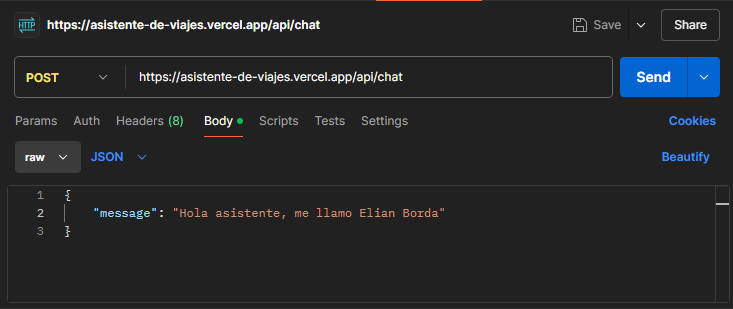 HTTP https://asistente-de-viajes.vercel.app/api/chat Save Share
POST https://asistente-de-viajes.vercel.app/api/chat Send
Params Auth Headers (8) Body Scripts Tests Settings Cookies
raw JSON Beautify
1 {
2 "message": "Hola asistente, me llamo Elian Borda"
3 }